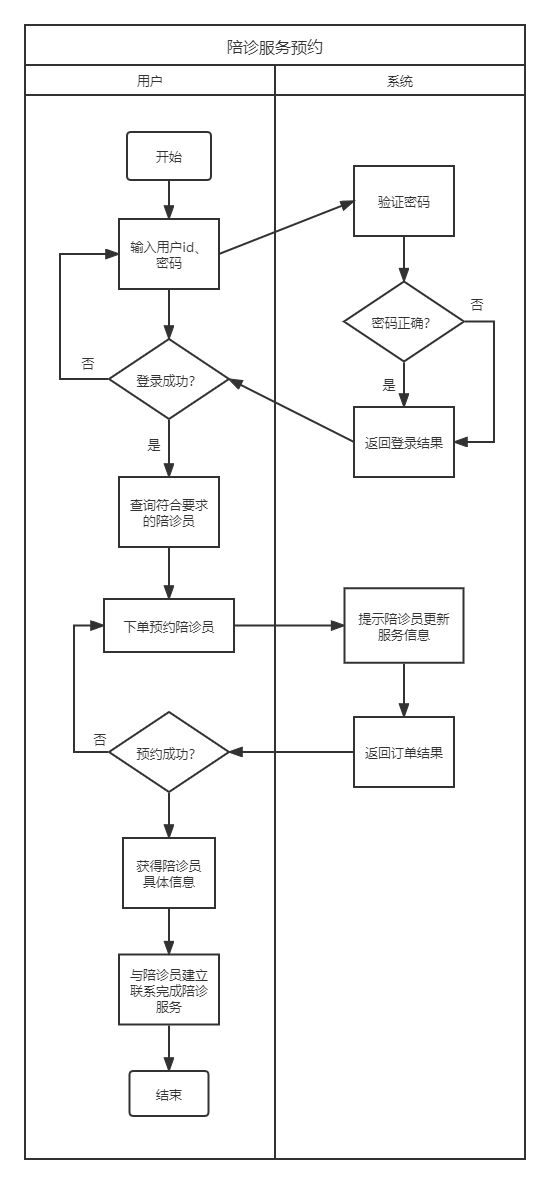 陪诊服务预约
用户
系统
开始
输入用户id、
密码
验证密码
密码正确?
否
是
返回登录结果
登录成功?
否
是
查询符合要求
的陪诊员
下单预约陪诊员
提示陪诊员更新
服务信息
返回订单结果
预约成功?
否
获得陪诊员
具体信息
与陪诊员建立
联系完成陪诊
服务
结束